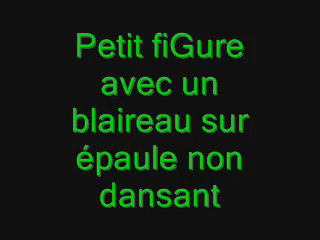 Petit fiGure
avec un
blaireau sur
épaule non
dansant